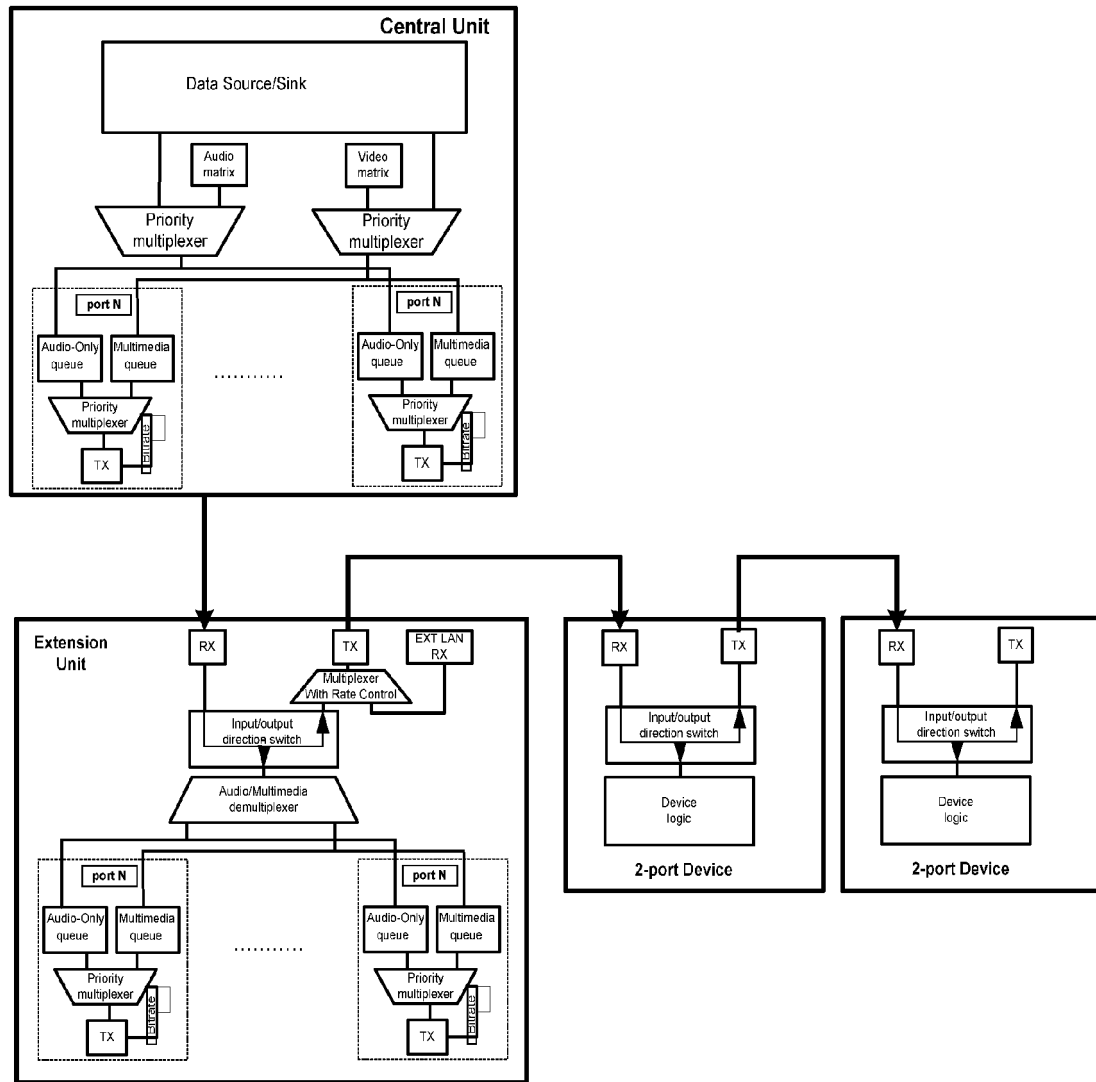 Central Unit
Data Source/Sink
Audio
matrix
Video
matrix
Priority
multiplexer
Priority
multiplexer
port N
Audio-Only
queue
Multimedia
queue
Priority
multiplexer
TX
Bitrate
...........
port N
Audio-Only
queue
Multimedia
queue
Priority
multiplexer
TX
Bitrate
Extension
Unit
RX
TX
EXT LAN
RX
Multiplexer
With Rate Control
Input/output
direction switch
Audio/Multimedia
demultiplexer
port N
Audio-Only
queue
Multimedia
queue
Priority
multiplexer
TX
Bitrate
...........
port N
Audio-Only
queue
Multimedia
queue
Priority
multiplexer
TX
Bitrate
RX
TX
Input/output
direction switch
Device
logic
2-port Device
RX
TX
Input/output
direction switch
Device
logic
2-port Device